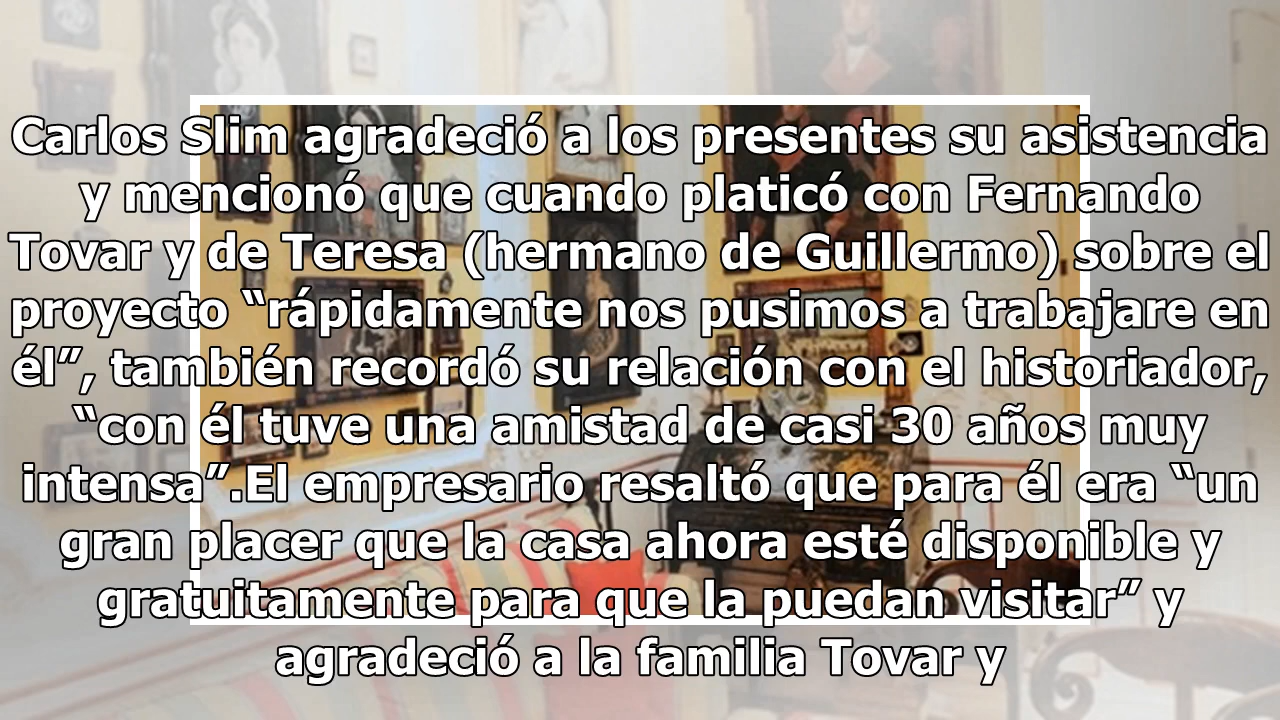 Carlos Slim agradeció a los presentes su asistencia
y mencionó que cuando platicó con Fernando
Tovar y de Teresa (hermano de Guillermo) sobre el
proyecto “rápidamente nos pusimos a trabajare en
él”, también recordó su relación con el historiador,
“con él tuve una amistad de casi 30 años muy
intensa”.El empresario resaltó que para él era “un
gran placer que la casa ahora esté disponible y
gratuitamente para que la puedan visitar” y
agradeció a la familia Tovar y